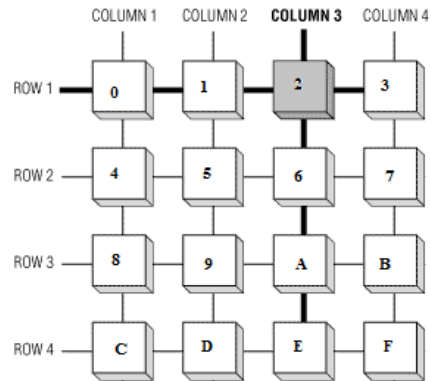 COLUMN 1 COLUMN 2 COLUMN 3 COLUMN 4
ROW 1 0 1 2 3
ROW 2 4 5 6 7
ROW 3 8 9 A B
ROW 4 C D E F